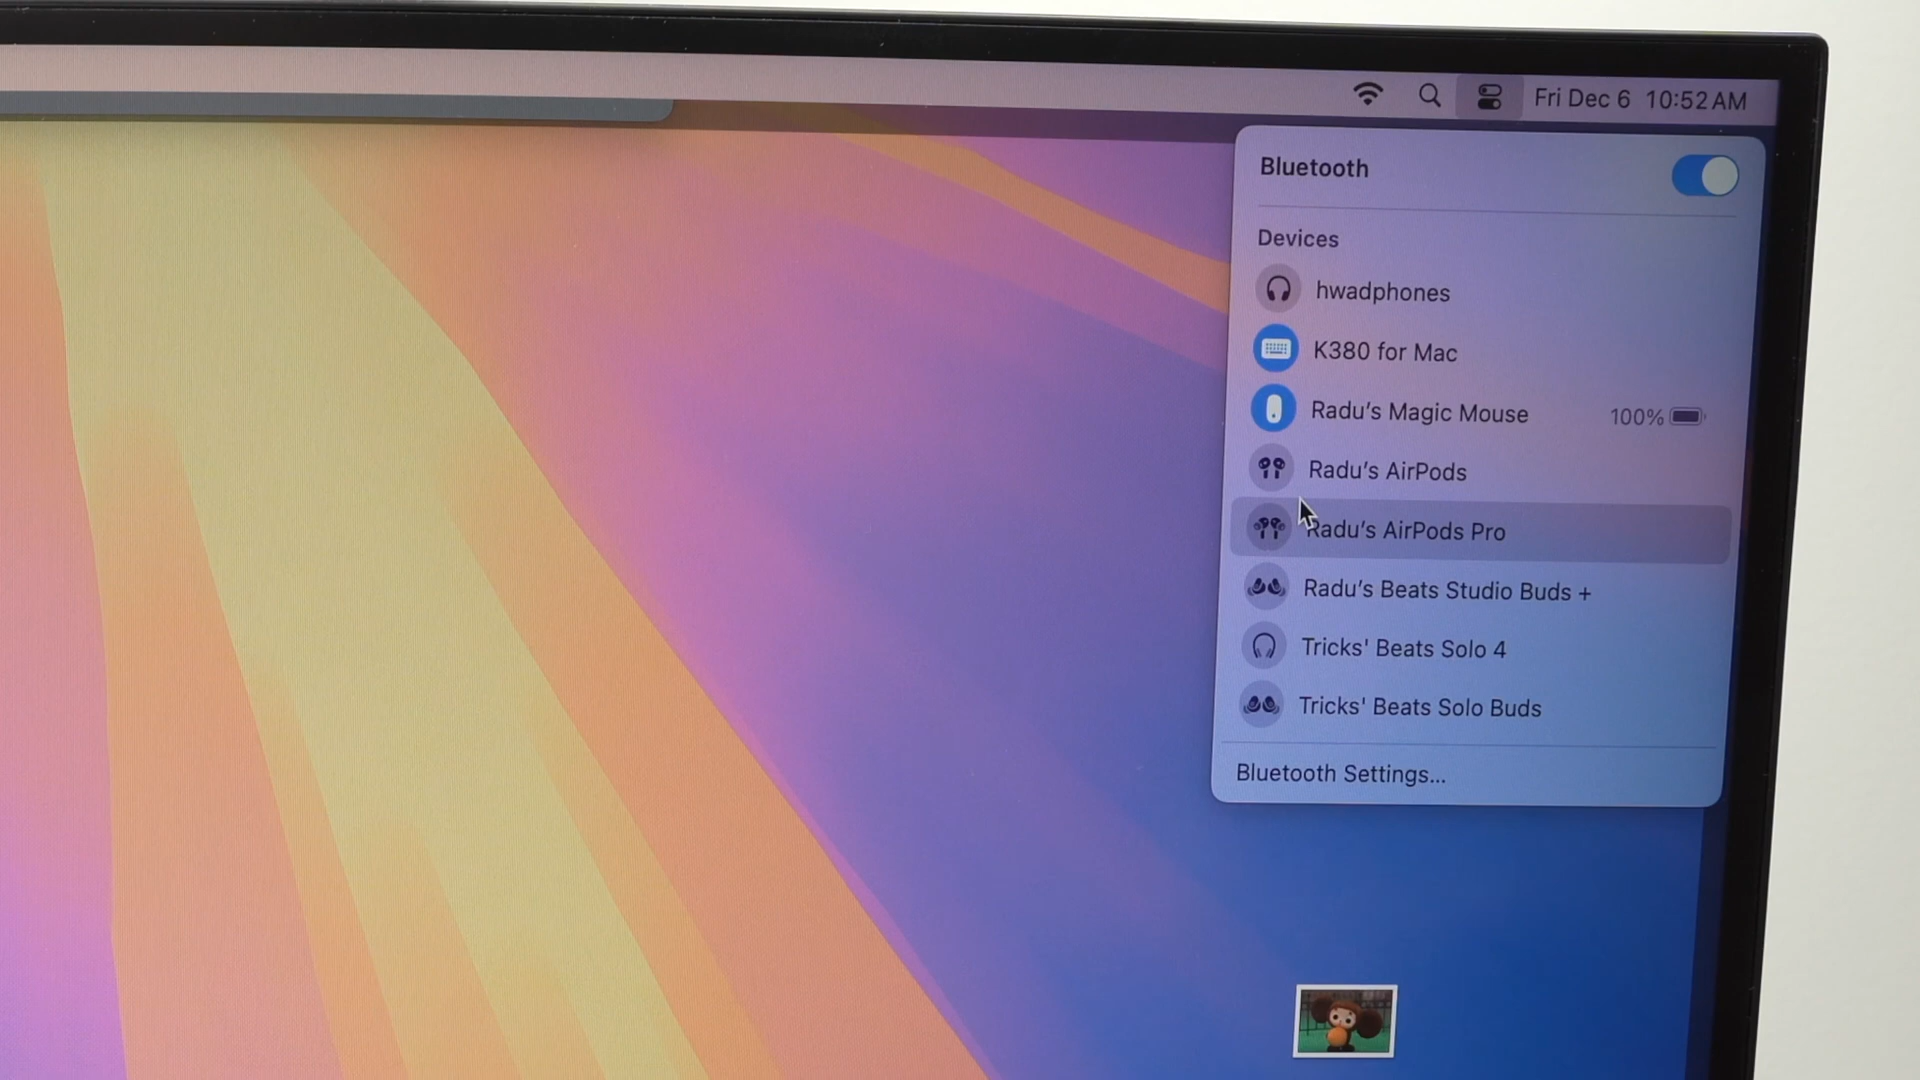 Fri Dec 6 10:52 AM
Bluetooth
Devices
hwadphones
K380 for Mac
Radu's Magic Mouse 100%
Radu's AirPods
Radu's AirPods Pro
Radu's Beats Studio Buds +
Tricks' Beats Solo 4
Tricks' Beats Solo Buds
Bluetooth Settings...